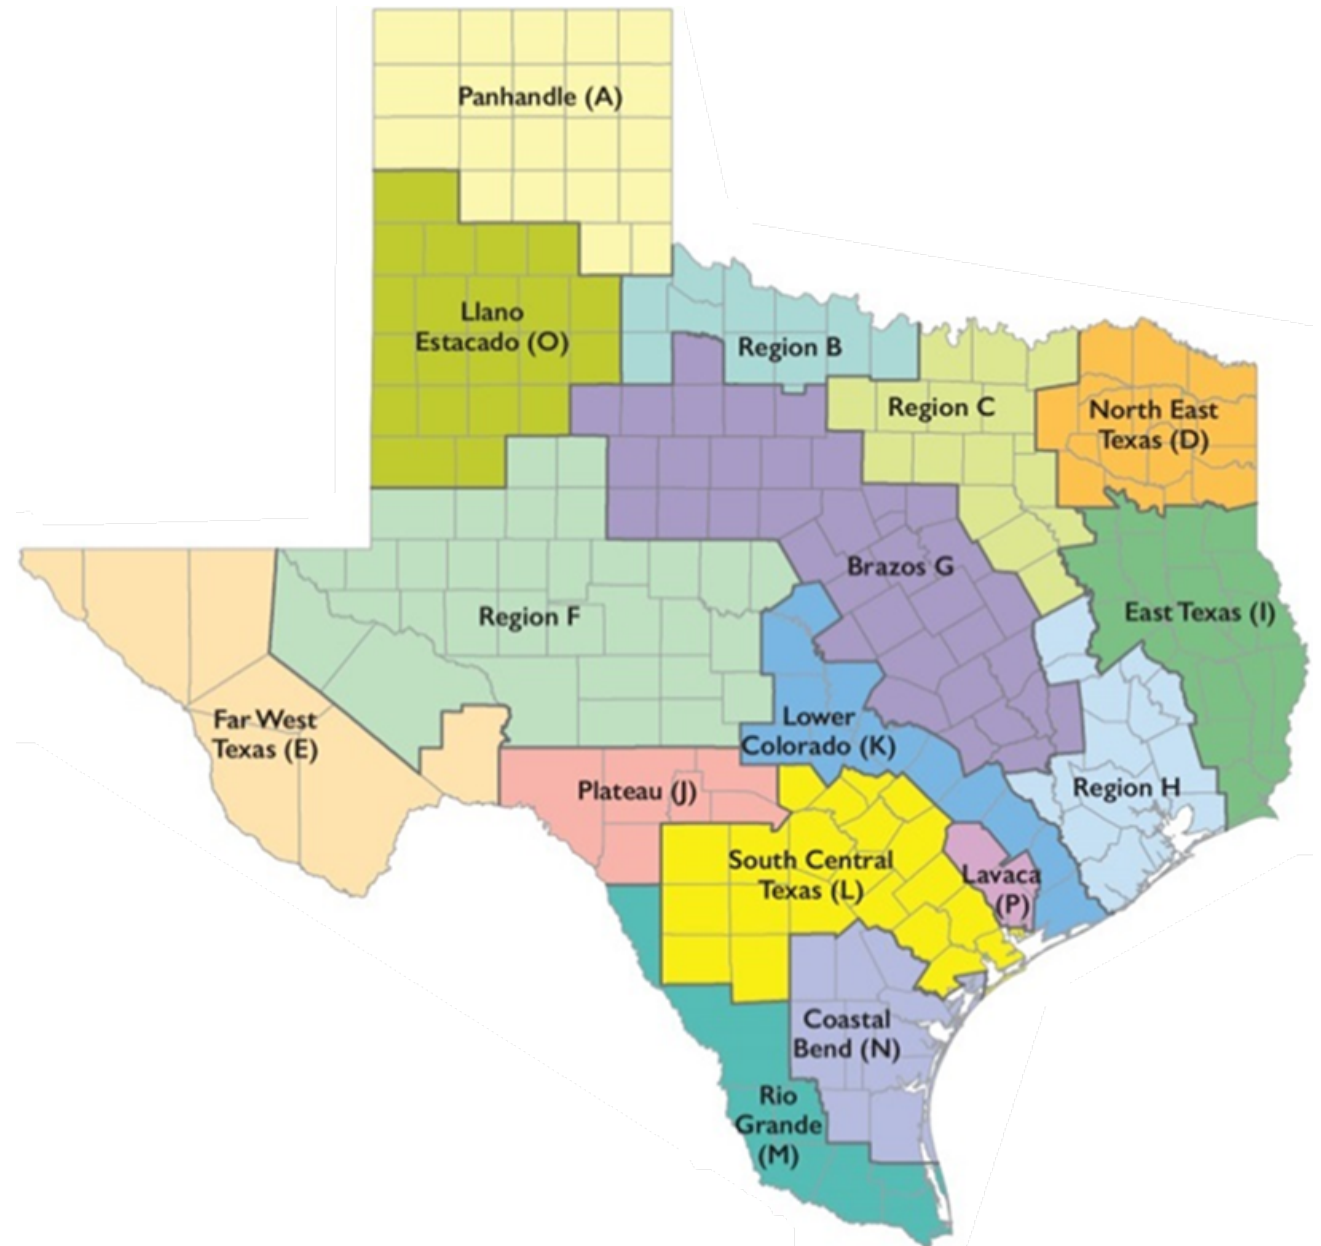 Panhandle (A)
Llano
Estacado (O)
Region B
Region C
North East
Texas (D)
Brazos G
East Texas (I)
Region F
Far West
Texas (E)
Lower
Colorado (K)
Plateau (J)
Region H
South Central
Texas (L)
Lavaca
(P)
Coastal
Bend (N)
Rio
Grande
(M)